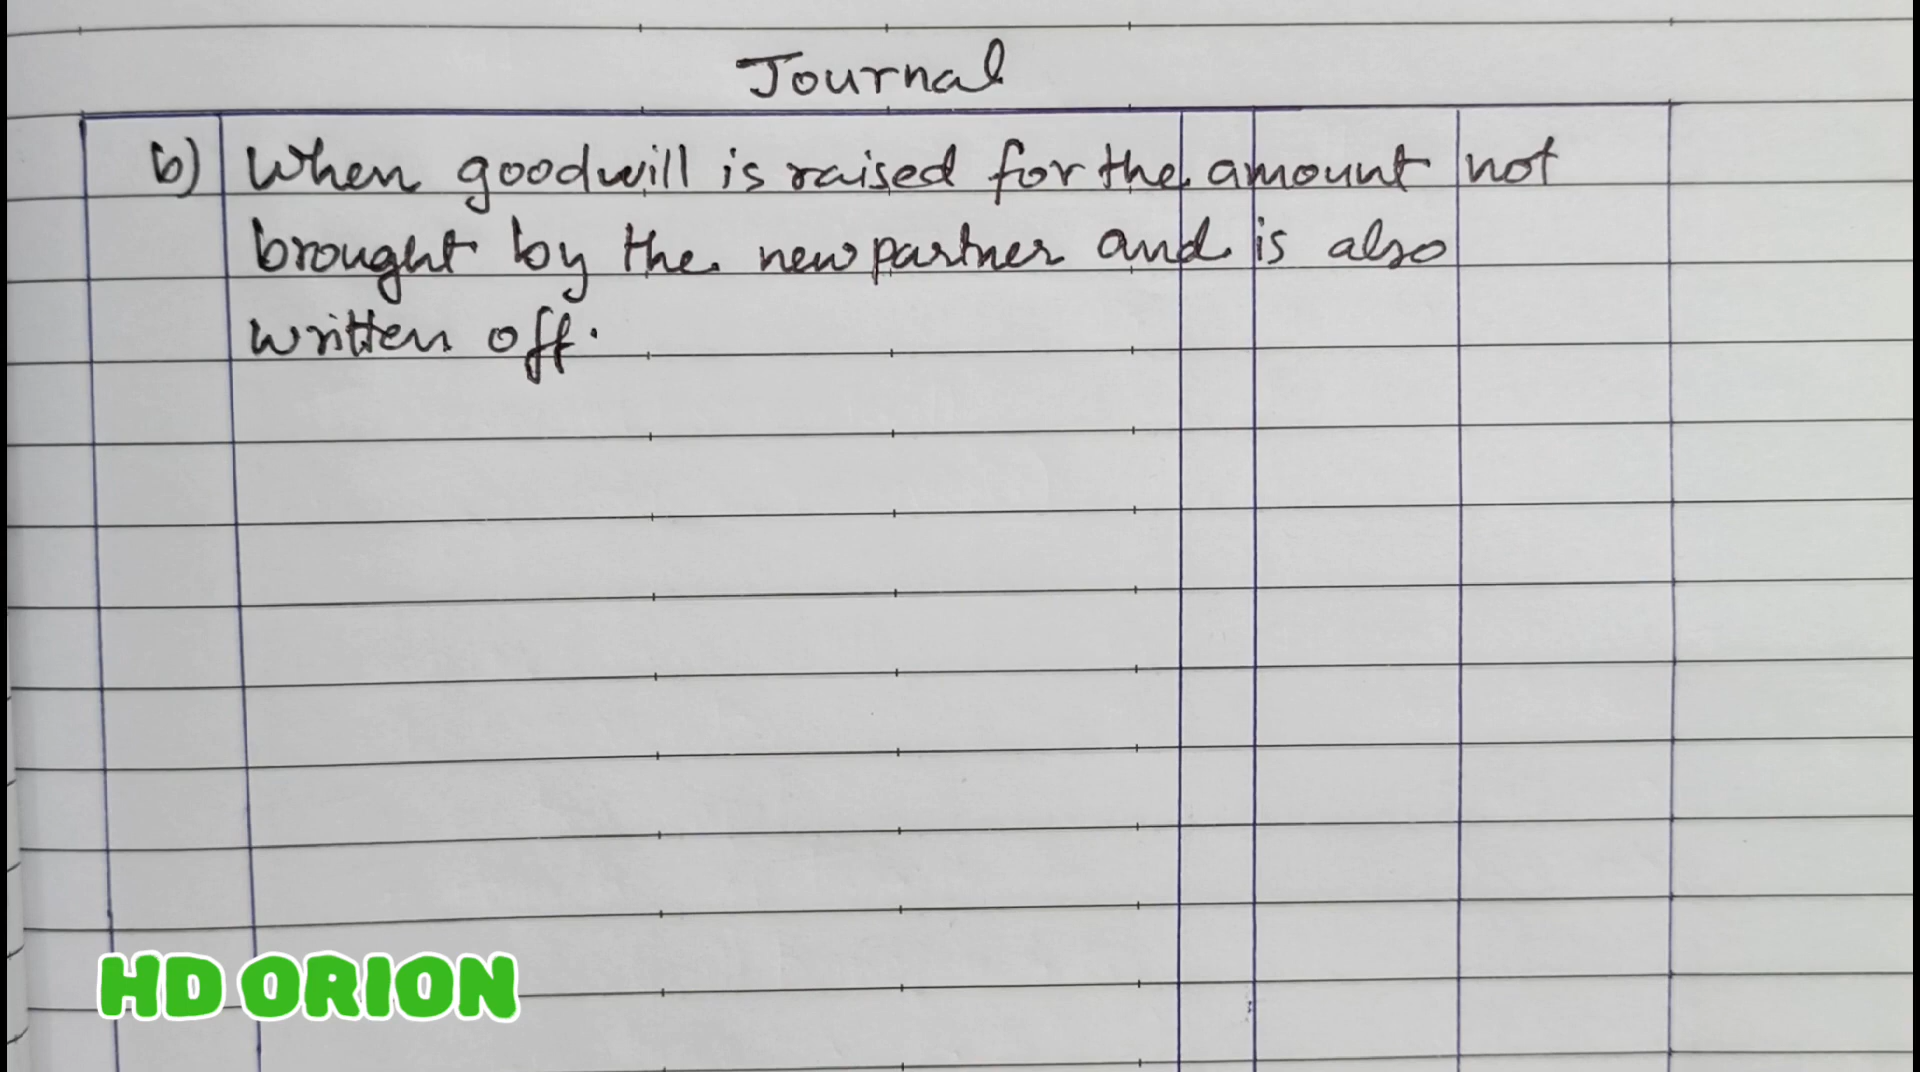 Journal
b) When goodwill is raised for the amount not
brought by the new partner and is also
written off.
HD ORION